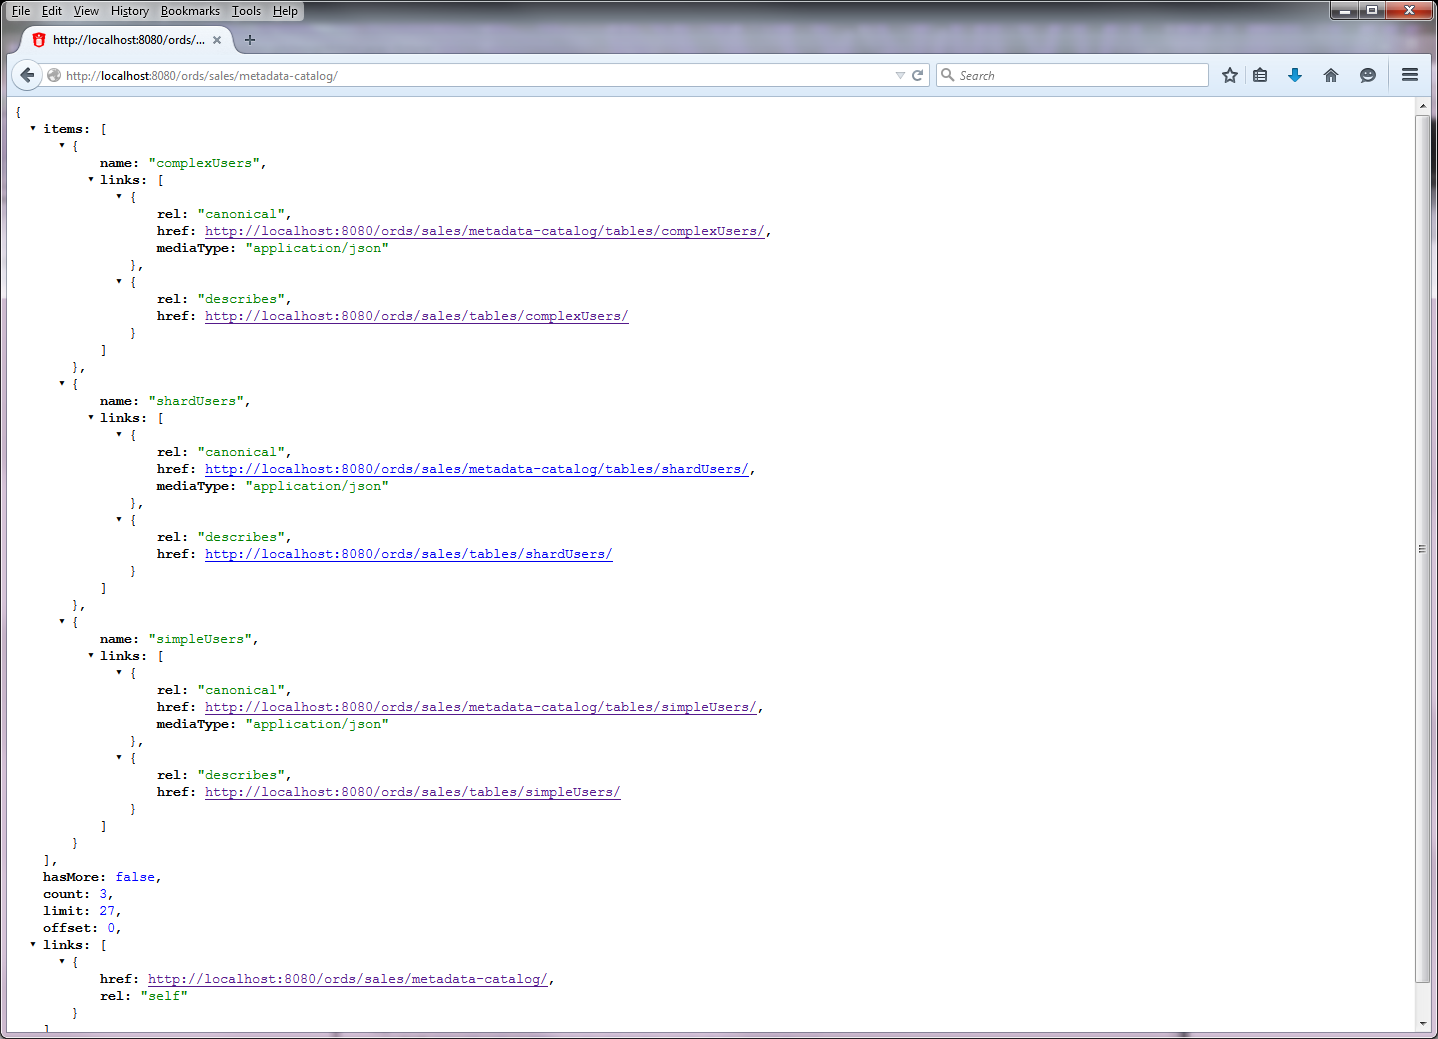 File Edit View History Bookmarks Tools Help
http://localhost:8080/ords/...
http://localhost:8080/ords/sales/metadata-catalog/ Search
{
items: [
{
name: "complexUsers",
links: [
{
rel: "canonical",
href: http://localhost:8080/ords/sales/metadata-catalog/tables/complexUsers/,
mediaType: "application/json"
},
{
rel: "describes",
href: http://localhost:8080/ords/sales/tables/complexUsers/
}
]
},
{
name: "shardUsers",
links: [
{
rel: "canonical",
href: http://localhost:8080/ords/sales/metadata-catalog/tables/shardUsers/,
mediaType: "application/json"
},
{
rel: "describes",
href: http://localhost:8080/ords/sales/tables/shardUsers/
}
]
},
{
name: "simpleUsers",
links: [
{
rel: "canonical",
href: http://localhost:8080/ords/sales/metadata-catalog/tables/simpleUsers/,
mediaType: "application/json"
},
{
rel: "describes",
href: http://localhost:8080/ords/sales/tables/simpleUsers/
}
]
}
],
hasMore: false,
count: 3,
limit: 27,
offset: 0,
links: [
{
href: http://localhost:8080/ords/sales/metadata-catalog/,
rel: "self"
}
]